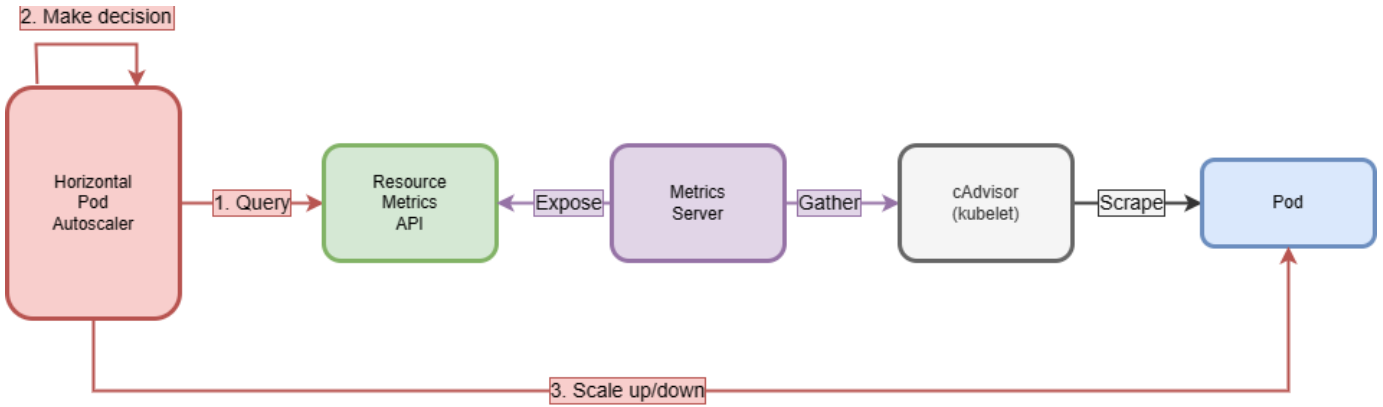 2. Make decision
Horizontal
Pod
Autoscaler
1. Query
Resource
Metrics
API
Expose
Metrics
Server
Gather
cAdvisor
(kubelet)
Scrape
Pod
3. Scale up/down